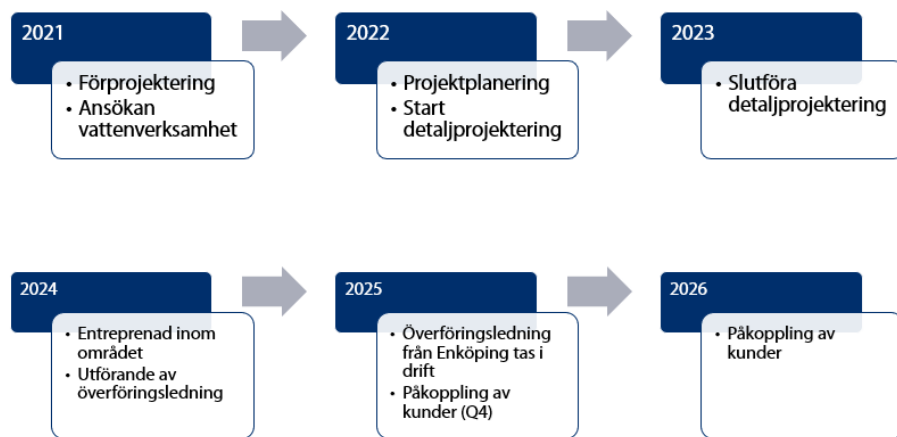 2021
• Förprojektering
• Ansökan
vattenverksamhet
2022
• Projektplanering
• Start
detaljprojektering
2023
• Slutföra
detaljprojektering
2024
• Entreprenad inom
området
• Utförande av
överföringsledning
2025
• Överföringsledning
från Enköping tas i
drift
• Påkoppling av
kunder (Q4)
2026
• Påkoppling av
kunder